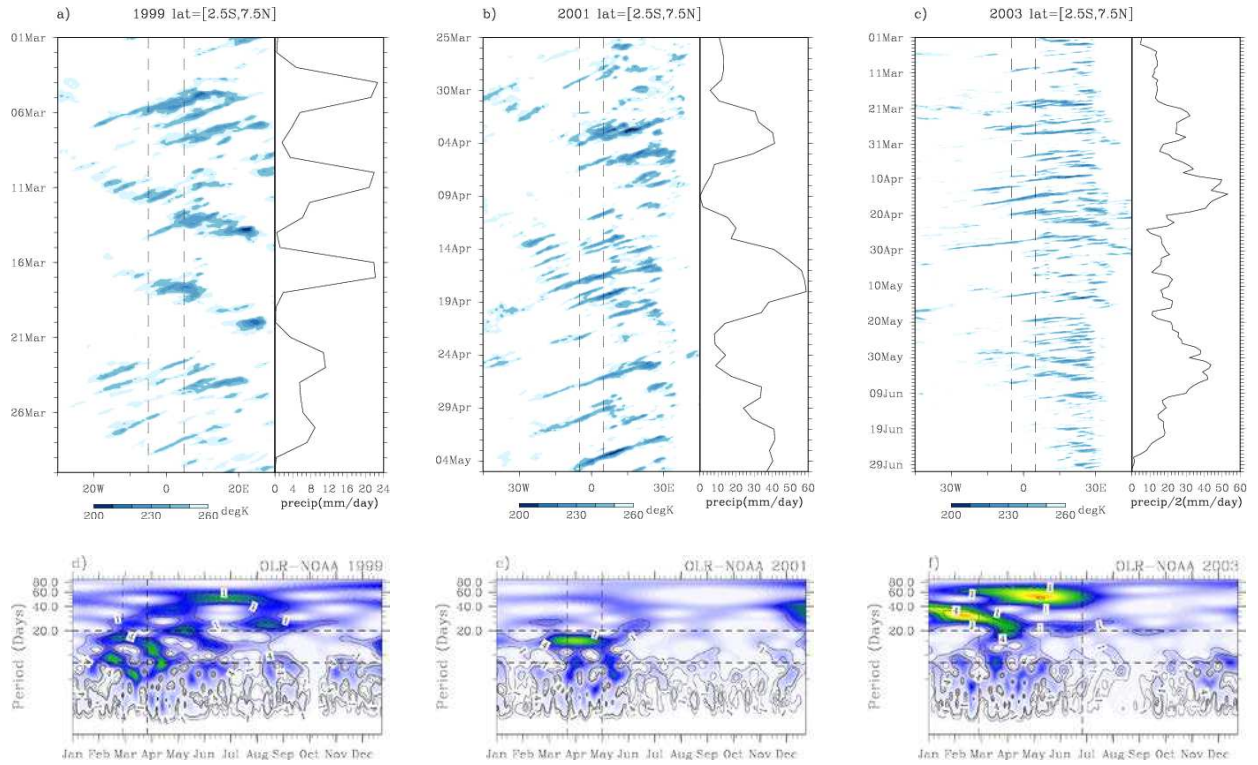 a) 1999 lat=[2.5S,7.5N]
01Mar
06Mar
11Mar
16Mar
21Mar
26Mar
20W 0 20E
0 4 8 12 16 20 24
precip(mm/day)
200 230 260 degK
b) 2001 lat=[2.5S,7.5N]
25Mar
30Mar
04Apr
09Apr
14Apr
19Apr
24Apr
29Apr
04May
30W 0 30E
0 10 20 30 40 50 60
precip(mm/day)
200 230 260 degK
c) 2003 lat=[2.5S,7.5N]
01Mar
11Mar
21Mar
31Mar
10Apr
20Apr
30Apr
10May
20May
30May
09Jun
19Jun
29Jun
30W 0 30E
0 10 20 30 40 50 60
precip/2(mm/day)
200 230 260 degK
d) OLR-NOAA 1999
80.0
60.0
40.0
20.0
Period (Days)
Jan Feb Mar Apr May Jun Jul Aug Sep Oct Nov Dec
e) OLR-NOAA 2001
80.0
60.0
40.0
20.0
Period (Days)
Jan Feb Mar Apr May Jun Jul Aug Sep Oct Nov Dec
f) OLR-NOAA 2003
80.0
60.0
40.0
20.0
Period (Days)
Jan Feb Mar Apr May Jun Jul Aug Sep Oct Nov Dec